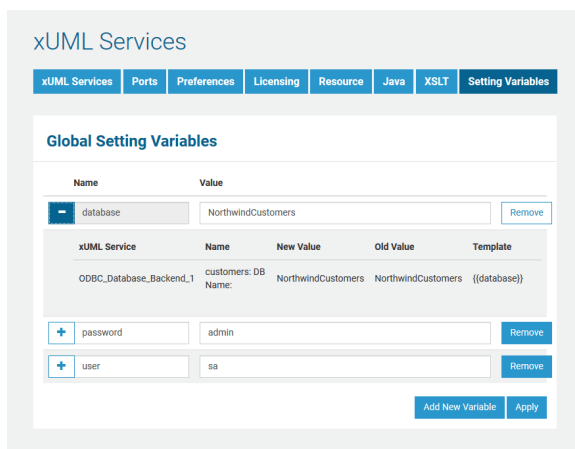 xUML Services
xUML Services Ports Preferences Licensing Resource Java XSLT Setting Variables
Global Setting Variables
Name Value
database NorthwindCustomers Remove
xUML Service Name New Value Old Value Template
ODBC_Database_Backend_1 customers: DB Name: NorthwindCustomers NorthwindCustomers {{database}}
password admin Remove
user sa Remove
Add New Variable Apply